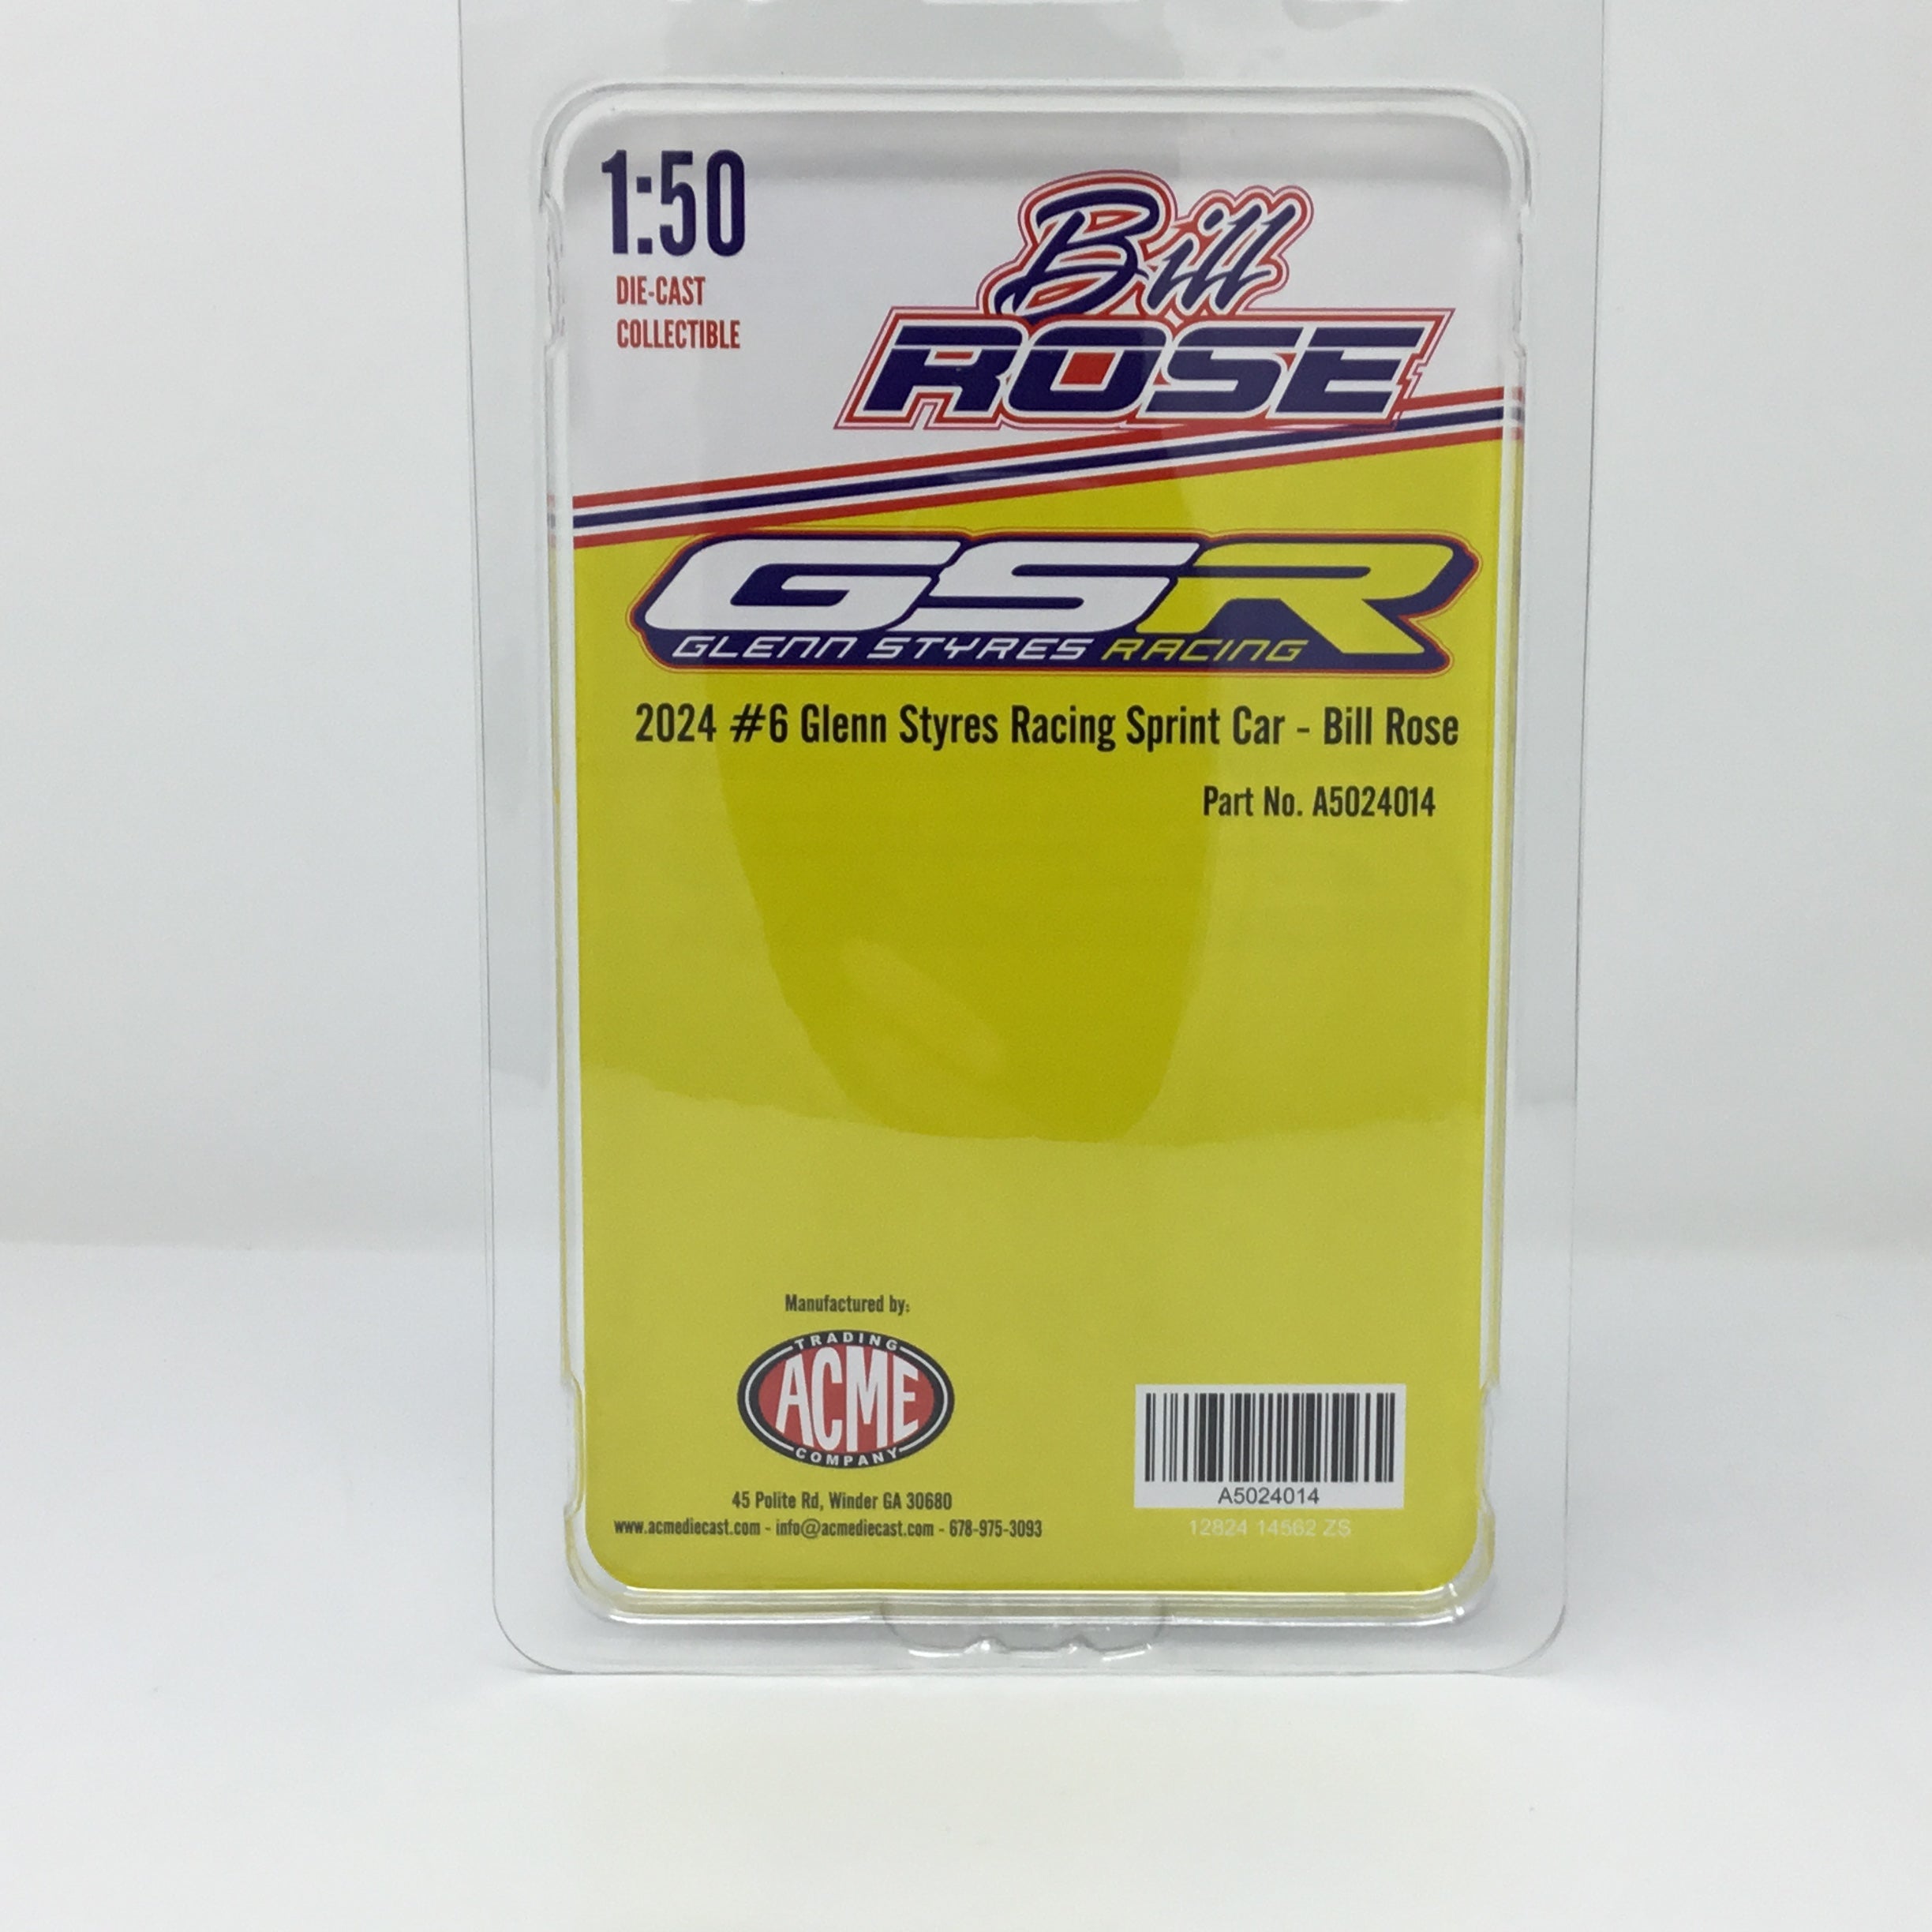 1:50
DIE-CAST
COLLECTIBLE
Bill
ROSE
GSR
GLENN STYRES RACING
2024 #6 Glenn Styres Racing Sprint Car - Bill Rose
Part No. A5024014
Manufactured by:
TRADING
ACME
COMPANY
45 Polite Rd, Winder GA 30680
www.acmediecast.com - info@acmediecast.com - 678-975-3093
A5024014
12824 14562 ZS